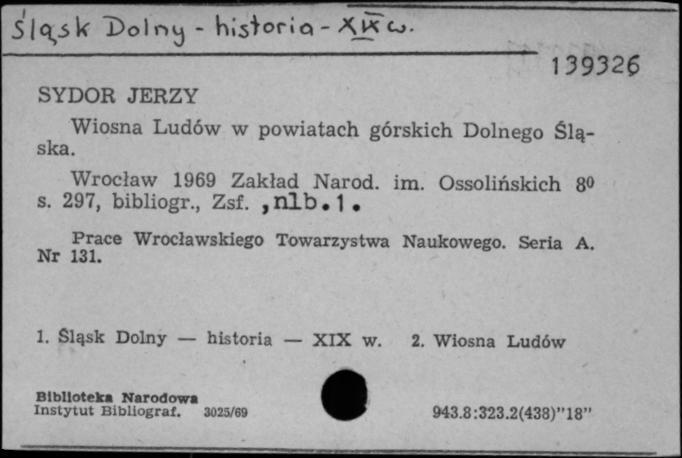 Śląsk Dolny - historia - XIX w.
139326
SYDOR JERZY
Wiosna Ludów w powiatach górskich Dolnego Ślą-
ska.
Wrocław 1969 Zakład Narod. im. Ossolińskich 8⁰
s. 297, bibliogr., Zsf. ,nlb.1.
Prace Wrocławskiego Towarzystwa Naukowego. Seria A.
Nr 131.
1. Śląsk Dolny — historia — XIX w. 2. Wiosna Ludów
Biblioteka Narodowa
Instytut Bibliograf. 3025/69 943.8:323.2(438)"18"